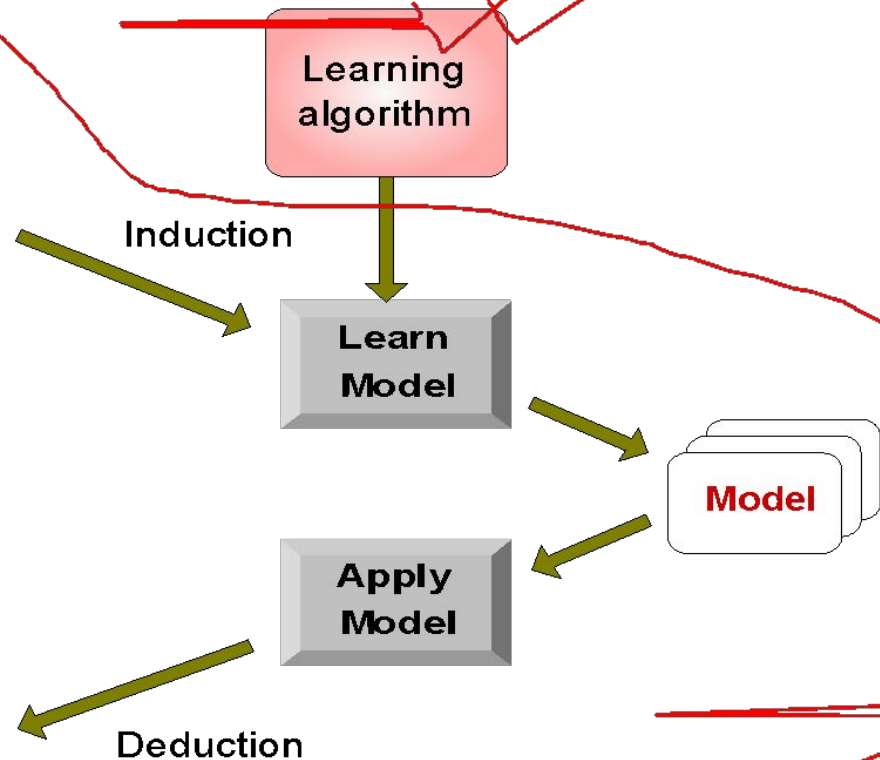 Learning
algorithm
Induction
Learn
Model
Model
Apply
Model
Deduction